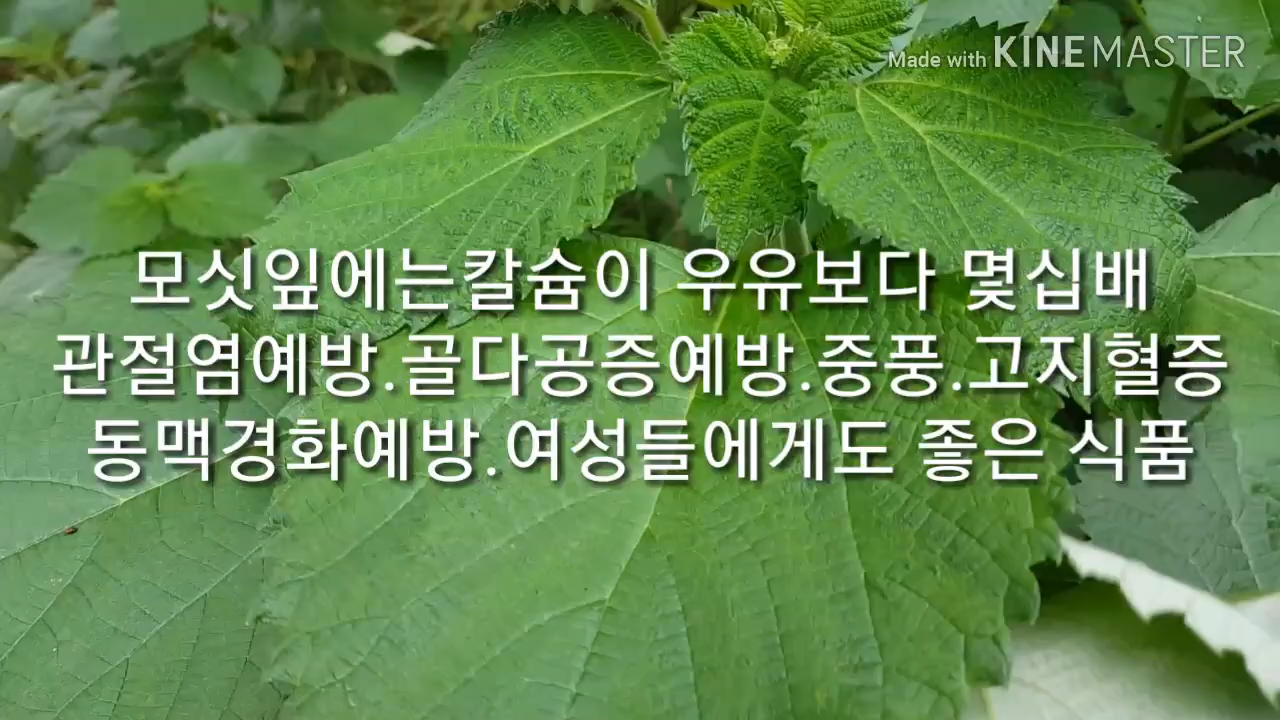 Made with KINEMASTER
모싯잎에는칼슘이 우유보다 몇십배
관절염예방.골다공증예방.중풍.고지혈증
동맥경화예방.여성들에게도 좋은 식품